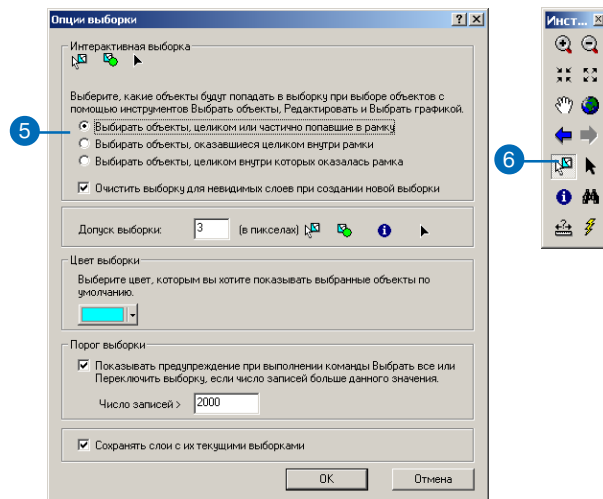 Опции выборки
Инст...
Интерактивная выборка
Выберите, какие объекты будут попадать в выборку при выборе объектов с
помощью инструментов Выбрать объекты, Редактировать и Выбрать графикой.
5
Выбирать объекты, целиком или частично попавшие в рамку
Выбирать объекты, оказавшиеся целиком внутри рамки
Выбирать объекты, целиком внутри которых оказалась рамка
6
Очистить выборку для невидимых слоев при создании новой выборки
Допуск выборки: 3 (в пикселах)
Цвет выборки
Выберите цвет, которым вы хотите показывать выбранные объекты по
умолчанию.
Порог выборки
Показывать предупреждение при выполнении команды Выбрать все или
Переключить выборку, если число записей больше данного значения.
Число записей > 2000
Сохранять слои с их текущими выборками
OK Отмена